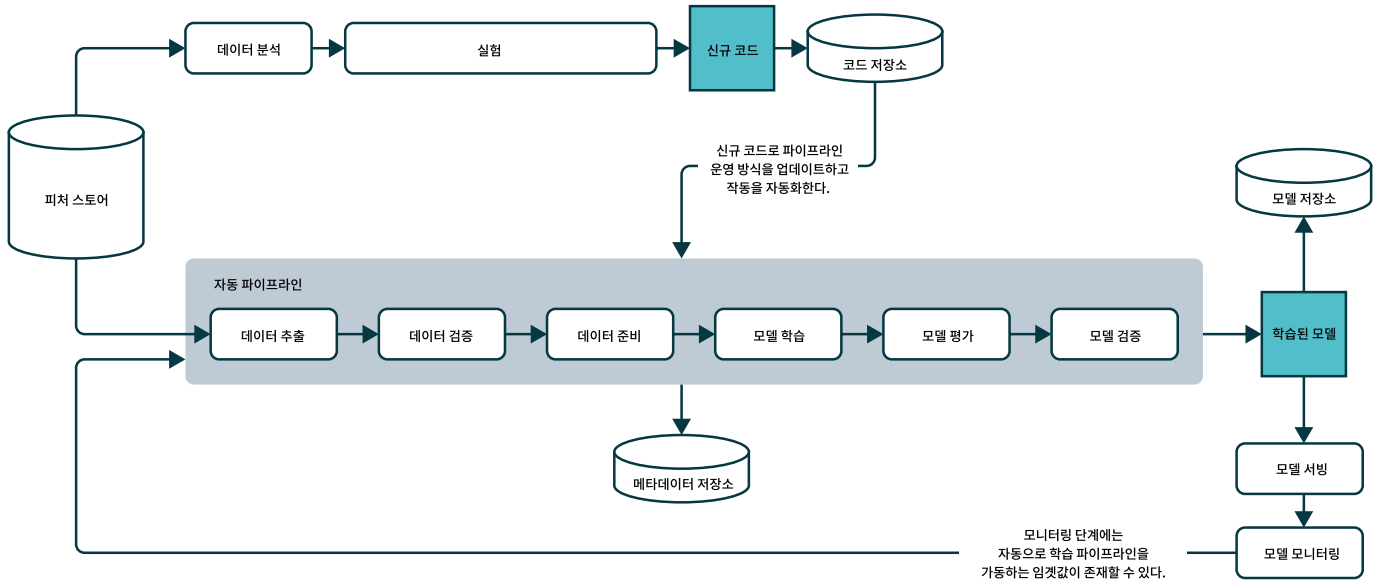 데이터 분석
실험
신규 코드
코드 저장소
피처 스토어
신규 코드로 파이프라인
운영 방식을 업데이트하고
작동을 자동화한다.
모델 저장소
자동 파이프라인
데이터 추출
데이터 검증
데이터 준비
모델 학습
모델 평가
모델 검증
학습된 모델
메타데이터 저장소
모델 서빙
모니터링 단계에는
자동으로 학습 파이프라인을
가동하는 임곗값이 존재할 수 있다.
모델 모니터링